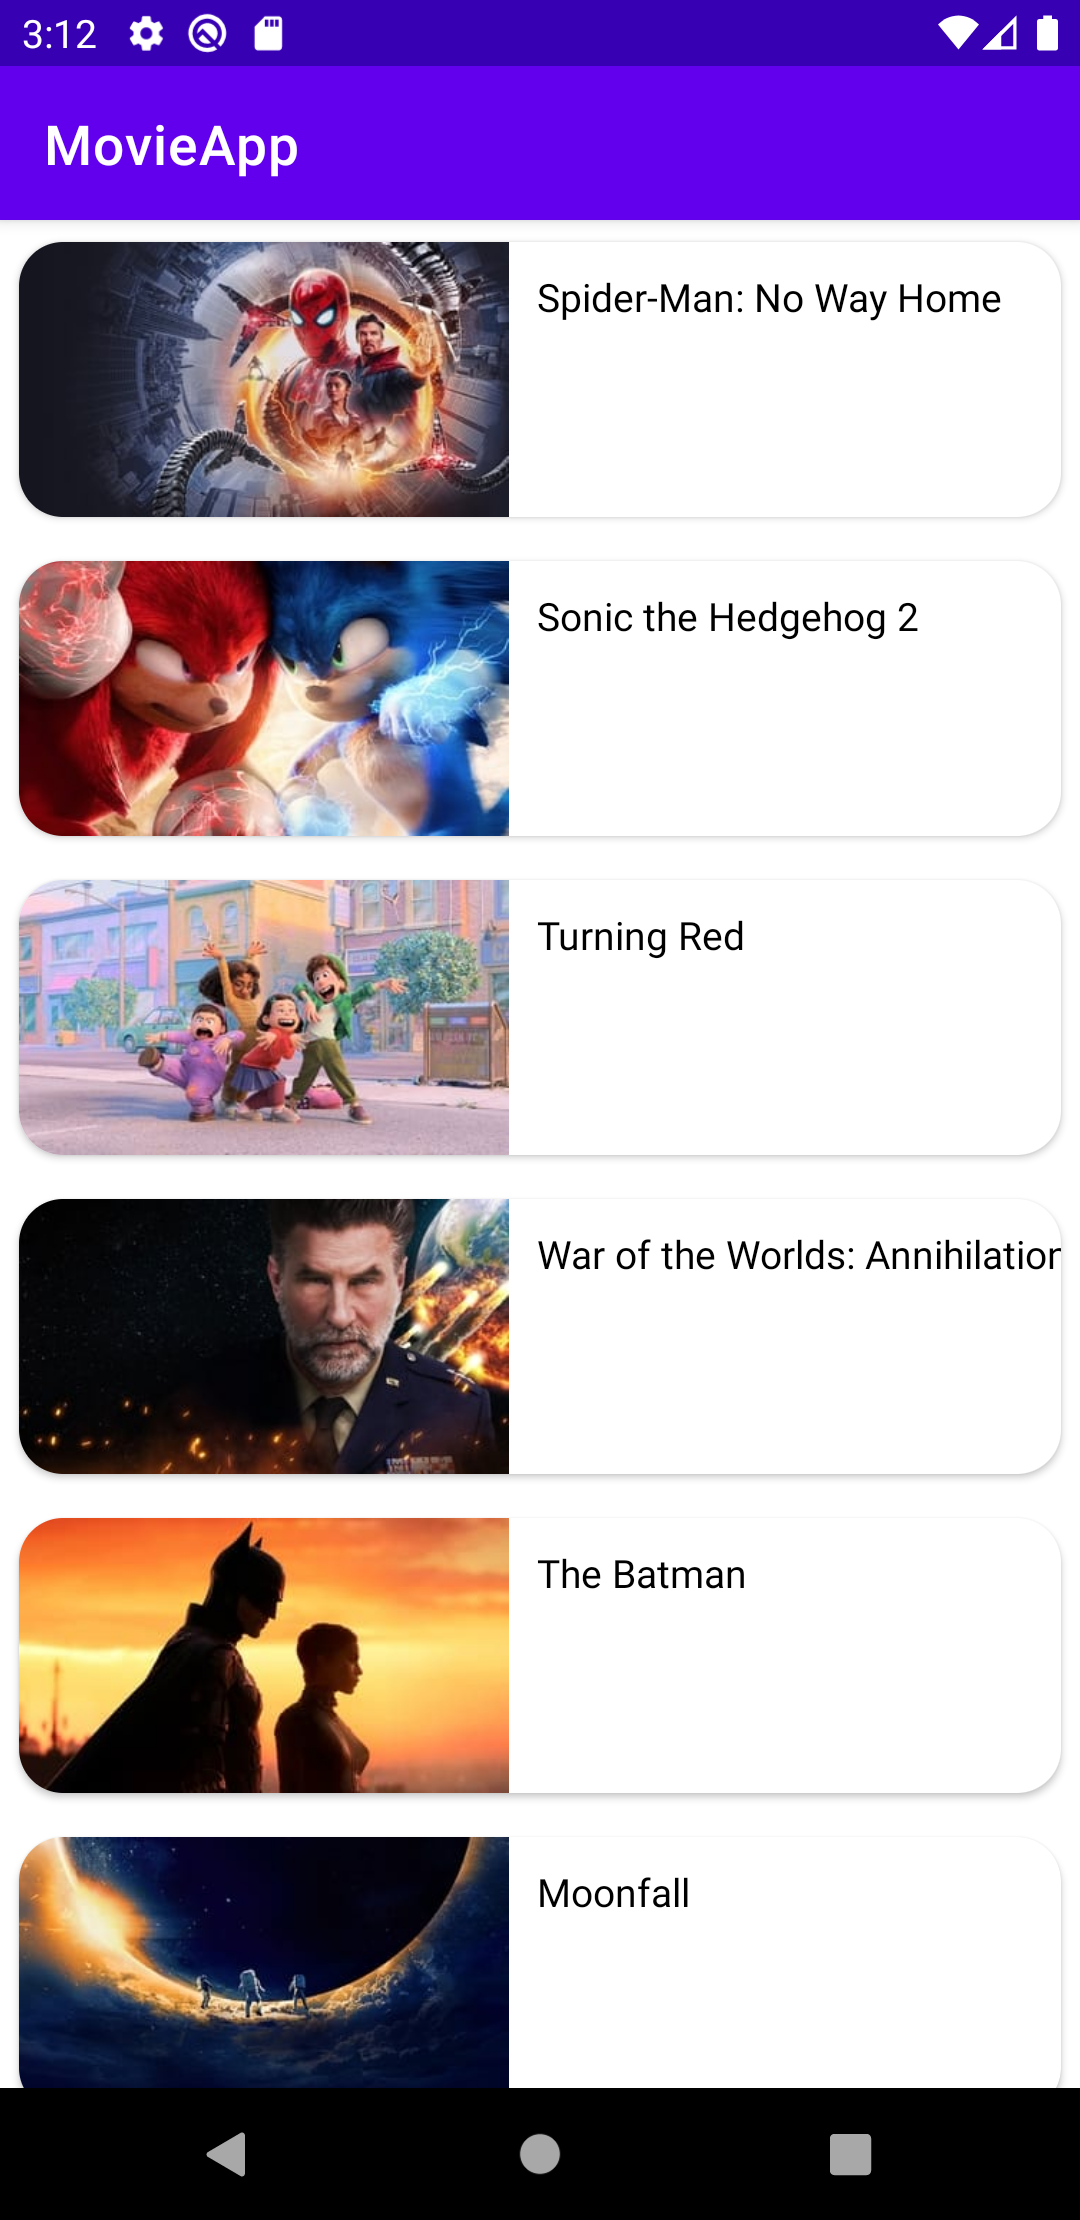 3:12
MovieApp
Spider-Man: No Way Home
Sonic the Hedgehog 2
Turning Red
War of the Worlds: Annihilation
The Batman
Moonfall